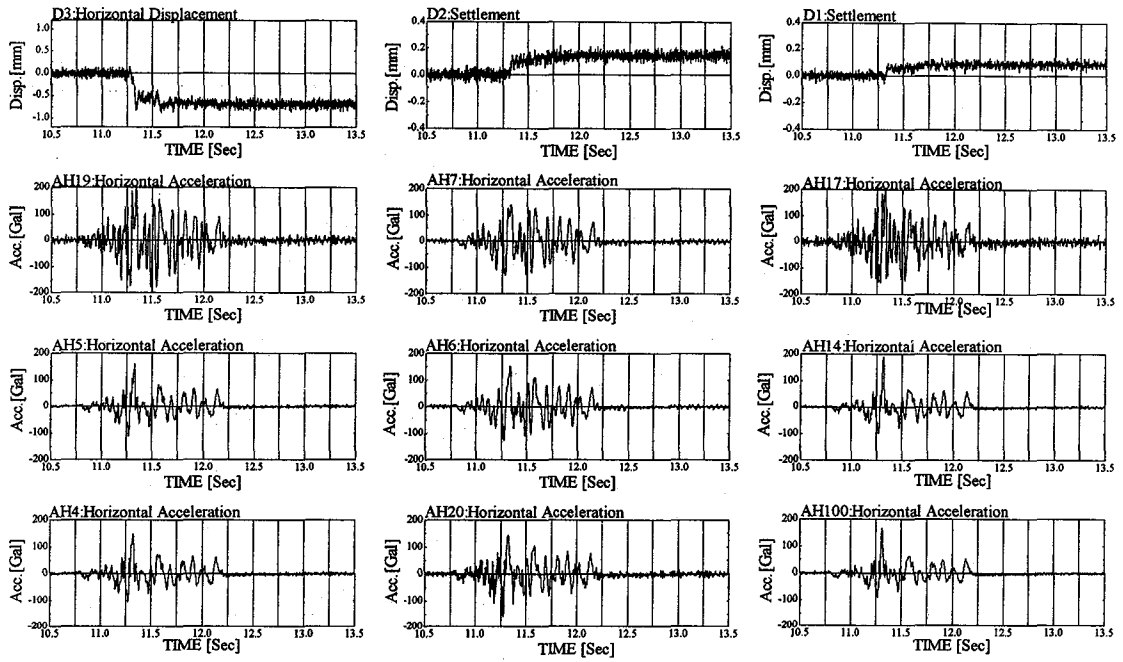 D3:Horizontal Displacement
Disp.[mm]
1.0
0.5
0.0
-0.5
-1.0
10.5 11.0 11.5 12.0 12.5 13.0 13.5
TIME [Sec]
D2:Settlement
Disp.[mm]
0.4
0.2
0.0
-0.2
-0.4
10.5 11.0 11.5 12.0 12.5 13.0 13.5
TIME [Sec]
D1:Settlement
Disp.[mm]
0.4
0.2
0.0
-0.2
-0.4
10.5 11.0 11.5 12.0 12.5 13.0 13.5
TIME [Sec]
AH19:Horizontal Acceleration
Acc.[Gal]
200
100
0
-100
-200
10.5 11.0 11.5 12.0 12.5 13.0 13.5
TIME [Sec]
AH7:Horizontal Acceleration
Acc.[Gal]
200
100
0
-100
-200
10.5 11.0 11.5 12.0 12.5 13.0 13.5
TIME [Sec]
AH17:Horizontal Acceleration
Acc.[Gal]
200
100
0
-100
-200
10.5 11.0 11.5 12.0 12.5 13.0 13.5
TIME [Sec]
AH5:Horizontal Acceleration
Acc.[Gal]
200
100
0
-100
-200
10.5 11.0 11.5 12.0 12.5 13.0 13.5
TIME [Sec]
AH6:Horizontal Acceleration
Acc.[Gal]
200
100
0
-100
-200
10.5 11.0 11.5 12.0 12.5 13.0 13.5
TIME [Sec]
AH14:Horizontal Acceleration
Acc.[Gal]
200
100
0
-100
-200
10.5 11.0 11.5 12.0 12.5 13.0 13.5
TIME [Sec]
AH4:Horizontal Acceleration
Acc.[Gal]
200
100
0
-100
-200
10.5 11.0 11.5 12.0 12.5 13.0 13.5
TIME [Sec]
AH20:Horizontal Acceleration
Acc.[Gal]
200
100
0
-100
-200
10.5 11.0 11.5 12.0 12.5 13.0 13.5
TIME [Sec]
AH100:Horizontal Acceleration
Acc.[Gal]
200
100
0
-100
-200
10.5 11.0 11.5 12.0 12.5 13.0 13.5
TIME [Sec]